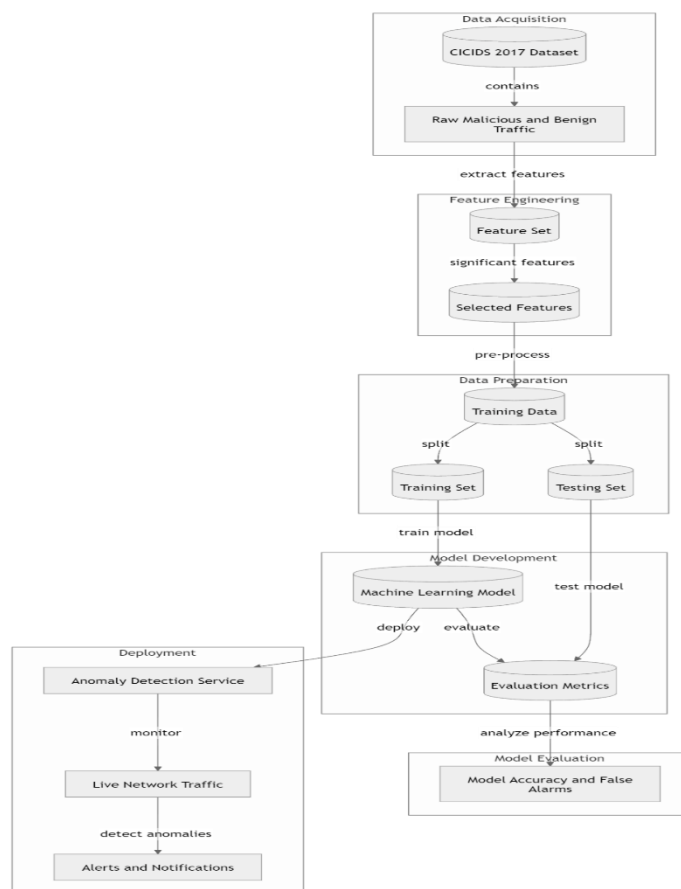 Data Acquisition
CICIDS 2017 Dataset
contains
Raw Malicious and Benign
Traffic
extract features
Feature Engineering
Feature Set
significant features
Selected Features
pre-process
Data Preparation
Training Data
split
split
Training Set
Testing Set
train model
Model Development
Machine Learning Model
test model
deploy
evaluate
Deployment
Anomaly Detection Service
Evaluation Metrics
monitor
analyze performance
Model Evaluation
Live Network Traffic
Model Accuracy and False
Alarms
detect anomalies
Alerts and Notifications